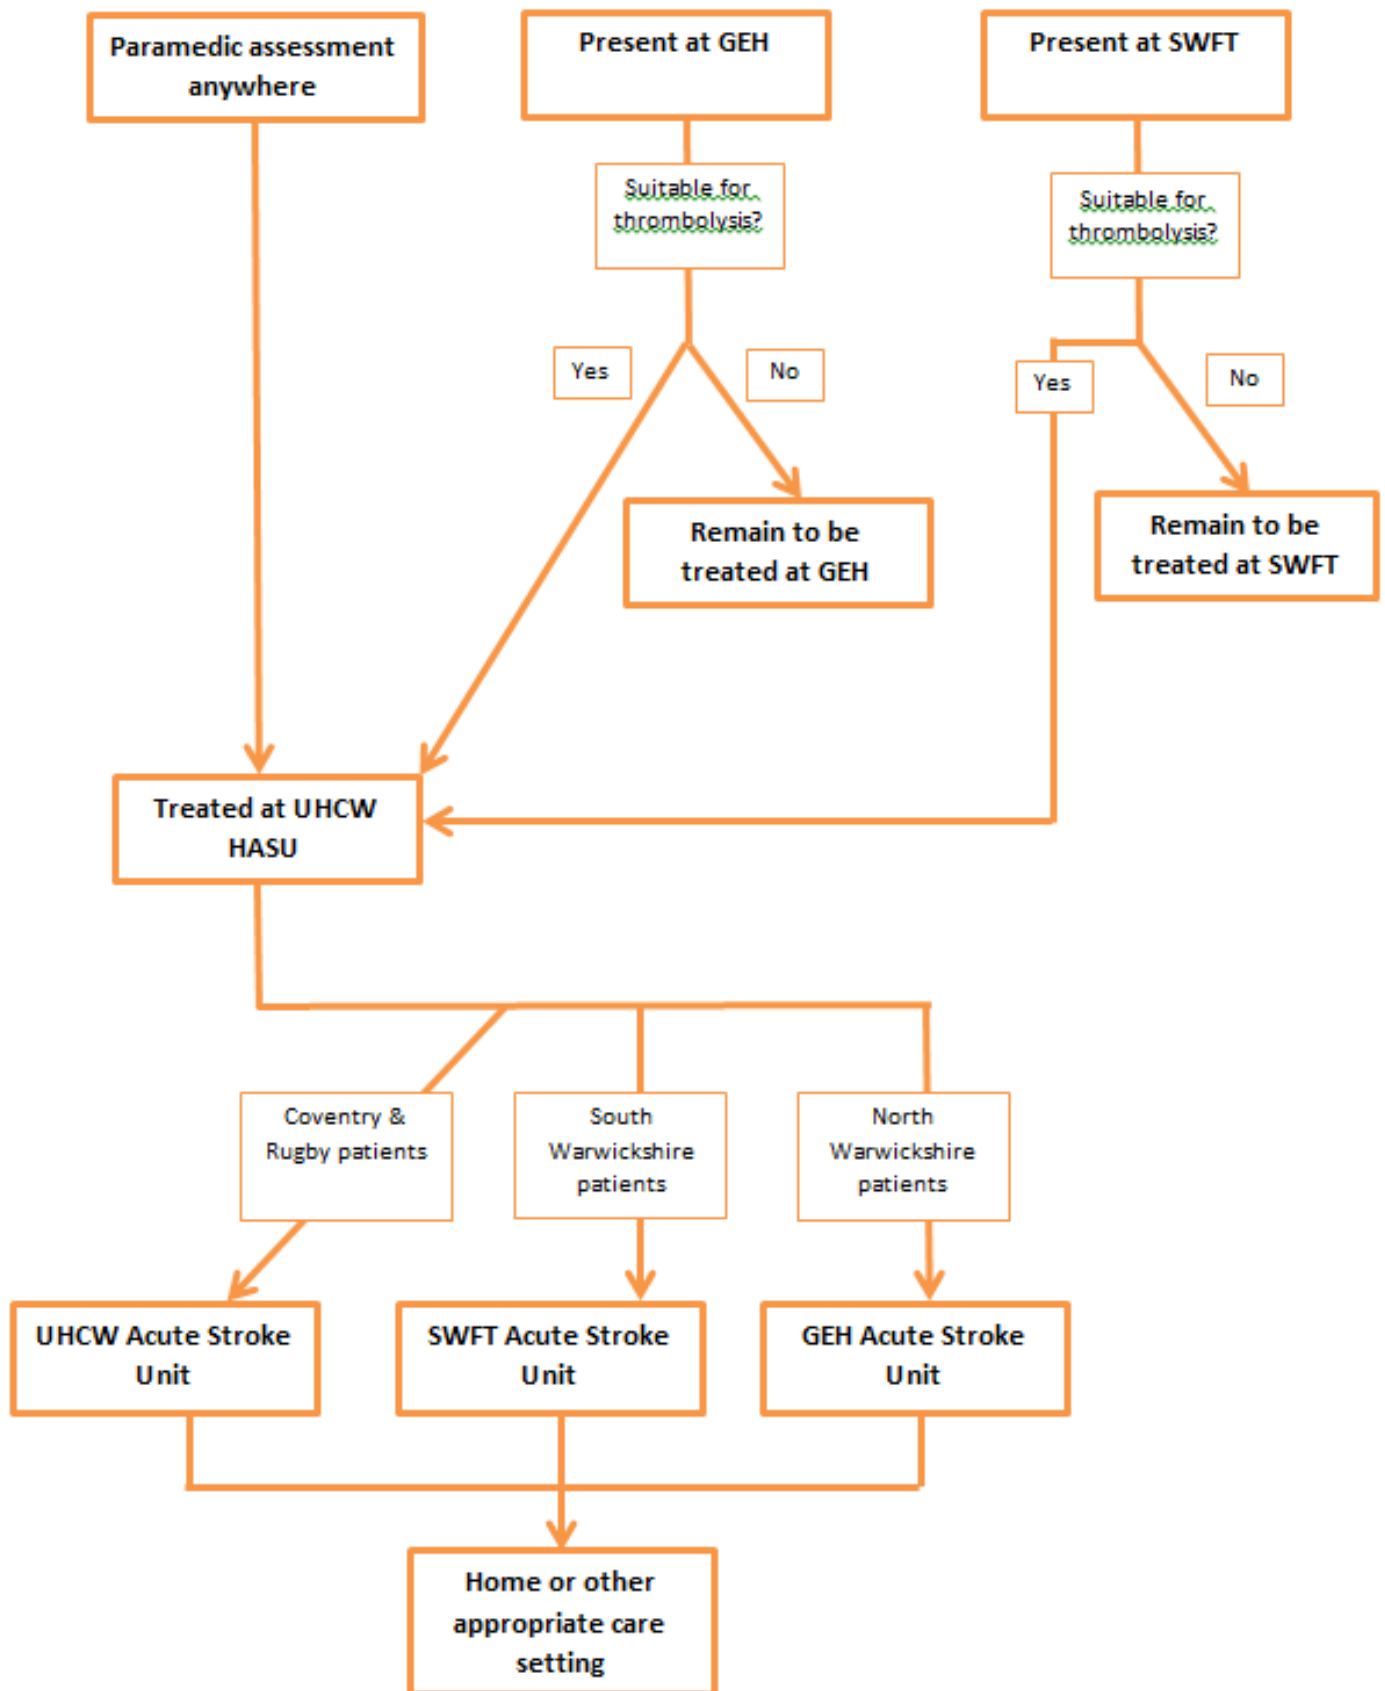 Paramedic assessment
anywhere
Present at GEH
Present at SWFT
Suitable for
thrombolysis?
Suitable for
thrombolysis?
Yes
No
Yes
No
Remain to be
treated at GEH
Remain to be
treated at SWFT
Treated at UHCW
HASU
Coventry &
Rugby patients
South
Warwickshire
patients
North
Warwickshire
patients
UHCW Acute Stroke
Unit
SWFT Acute Stroke
Unit
GEH Acute Stroke
Unit
Home or other
appropriate care
setting